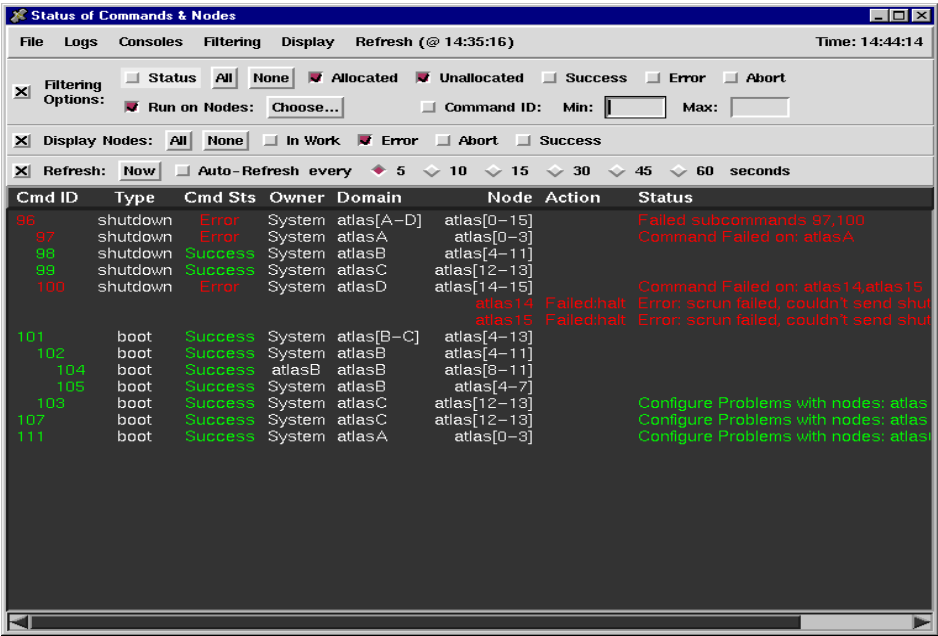 Status of Commands & Nodes
File Logs Consoles Filtering Display Refresh (@ 14:35:16) Time: 14:44:14
Filtering Options: Status All None Allocated Unallocated Success Error Abort
Run on Nodes: Choose... Command ID: Min: Max:
Display Nodes: All None In Work Error Abort Success
Refresh: Now Auto-Refresh every 5 10 15 30 45 60 seconds
Cmd ID Type Cmd Sts Owner Domain Node Action Status
96 shutdown Error System atlas[A-D] atlas[0-15] Failed subcommands 97,100
97 shutdown Error System atlasA atlas[0-3] Command Failed on: atlasA
98 shutdown Success System atlasB atlas[4-11]
99 shutdown Success System atlasC atlas[12-13]
100 shutdown Error System atlasD atlas[14-15] Command Failed on: atlas14,atlas15
atlas14 Failed:halt Error: scrun failed, couldn't send shut
atlas15 Failed:halt Error: scrun failed, couldn't send shut
101 boot Success System atlas[B-C] atlas[4-13]
102 boot Success System atlasB atlas[4-11]
104 boot Success atlasB atlasB atlas[8-11]
105 boot Success System atlasB atlas[4-7]
103 boot Success System atlasC atlas[12-13] Configure Problems with nodes: atlas
107 boot Success System atlasC atlas[12-13] Configure Problems with nodes: atlas
111 boot Success System atlasA atlas[0-3] Configure Problems with nodes: atlas